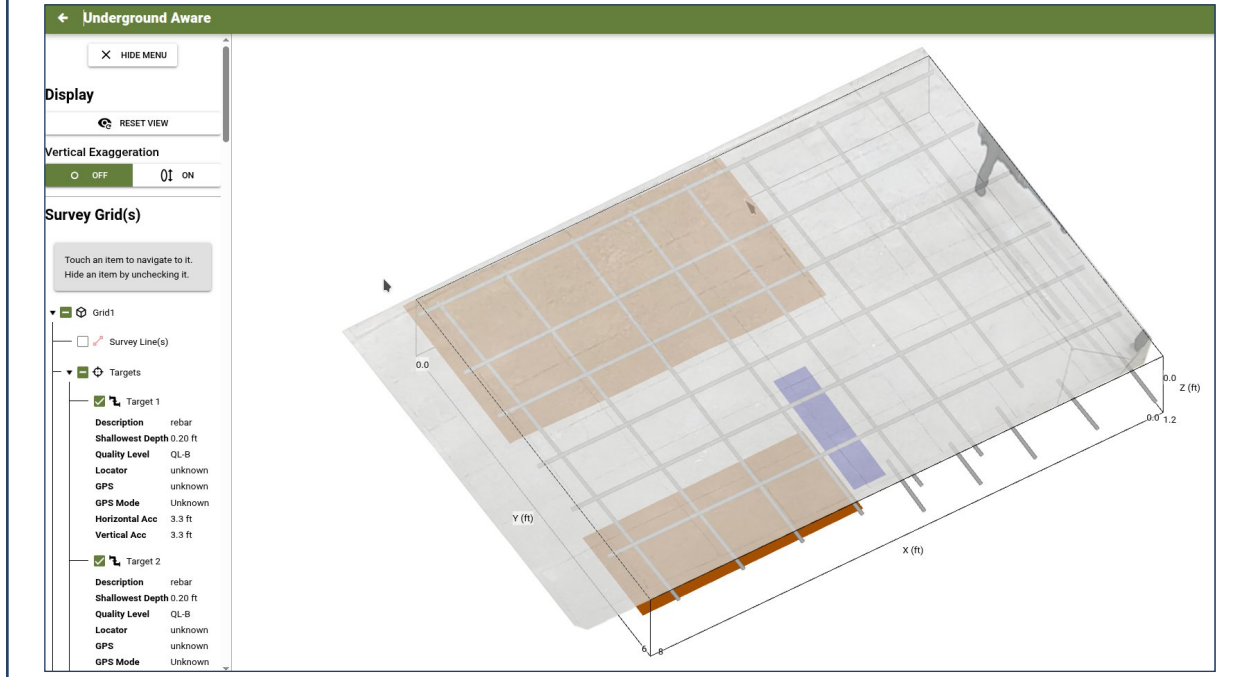 Underground Aware
HIDE MENU
Display
RESET VIEW
Vertical Exaggeration
OFF
ON
Survey Grid(s)
Touch an item to navigate to it.
Hide an item by unchecking it.
Grid1
Survey Line(s)
Targets
Target 1
Description rebar
Shallowest Depth 0.20 ft
Quality Level QL-B
Locator unknown
GPS unknown
GPS Mode Unknown
Horizontal Acc 3.3 ft
Vertical Acc 3.3 ft
Target 2
Description rebar
Shallowest Depth 0.20 ft
Quality Level QL-B
Locator unknown
GPS unknown
GPS Mode Unknown
0.0
Y (ft)
X (ft)
0.0
Z (ft)
0.0 1.2
6 8